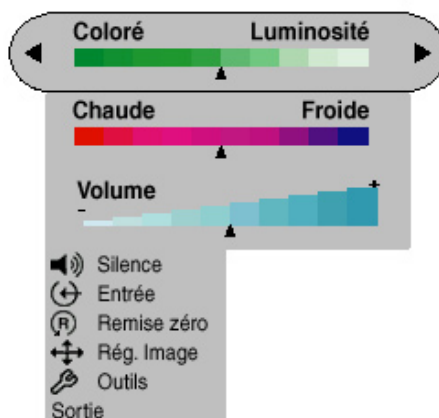 Coloré Luminosité
Chaude Froide
Volume
- +
Silence
Entrée
R Remise zéro
Rég. Image
Outils
Sortie